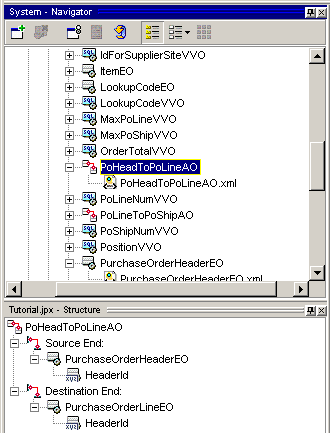 System - Navigator
IdForSupplierSiteVVO
ItemEO
LookupCodeEO
LookupCodeVVO
MaxPoLineVVO
MaxPoShipVVO
OrderTotalVVO
PoHeadToPoLineAO
PoHeadToPoLineAO.xml
PoLineNumVVO
PoLineToPoShipAO
PoShipNumVVO
PositionVVO
PurchaseOrderHeaderEO
PurchaseOrderHeaderEO.xml
Tutorial.jpx - Structure
PoHeadToPoLineAO
Source End:
PurchaseOrderHeaderEO
HeaderId
Destination End:
PurchaseOrderLineEO
HeaderId